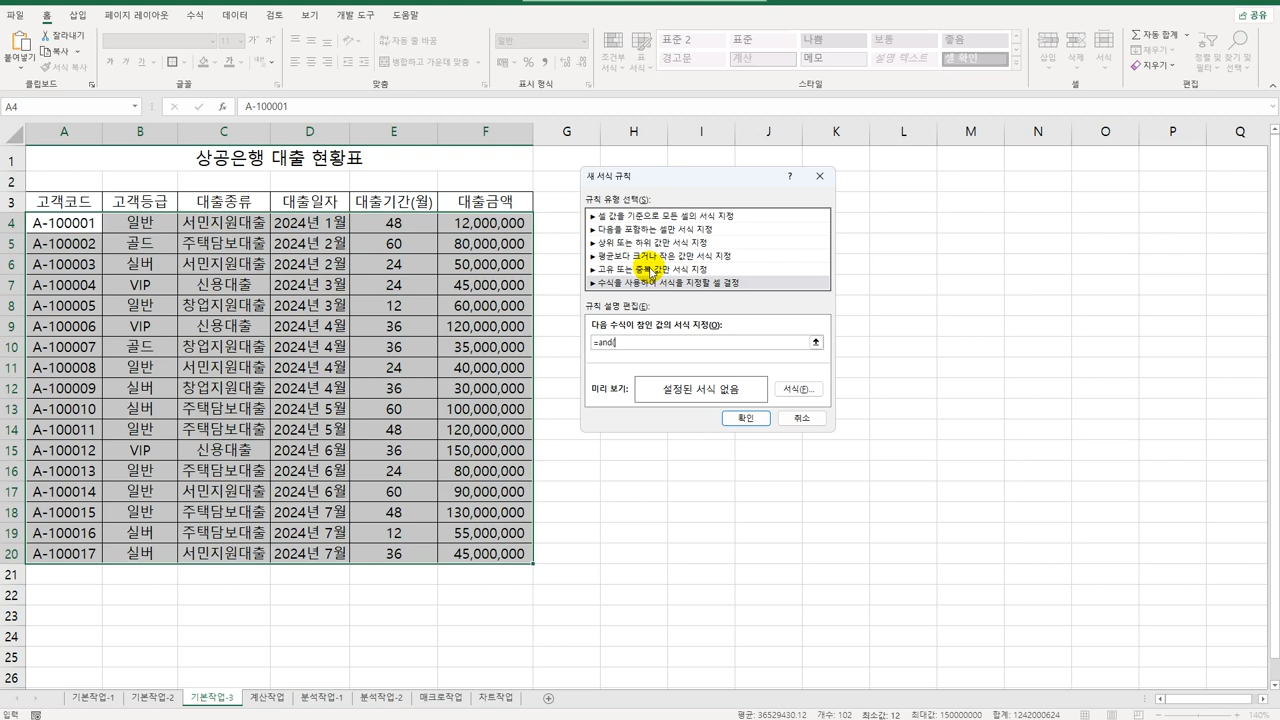 파일 홈 삽입 페이지 레이아웃 수식 데이터 검토 보기 개발 도구 도움말 공유
잘라내기
복사
서식 복사
붙여넣기
클립보드
11
가 가 가
글꼴
자동 줄 바꿈
병합하고 가운데 맞춤
맞춤
일반
%
표시 형식
조건부 서식
표 서식
표준 2 표준 나쁨 보통 좋음
경고문 계산 메모 설명 텍스트 셀 확인
스타일
삽입 삭제 서식
셀
자동 합계
채우기
지우기
정렬 및 필터
찾기 및 선택
편집
A4 fx A-100001
A B C D E F G H I J K L M N O P Q
1 상공은행 대출 현황표
2
3 고객코드 고객등급 대출종류 대출일자 대출기간(월) 대출금액
4 A-100001 일반 서민지원대출 2024년 1월 48 12,000,000
5 A-100002 골드 주택담보대출 2024년 2월 60 80,000,000
6 A-100003 실버 서민지원대출 2024년 2월 24 50,000,000
7 A-100004 VIP 신용대출 2024년 3월 24 45,000,000
8 A-100005 일반 창업지원대출 2024년 3월 12 60,000,000
9 A-100006 VIP 신용대출 2024년 4월 36 120,000,000
10 A-100007 골드 창업지원대출 2024년 4월 36 35,000,000
11 A-100008 일반 서민지원대출 2024년 4월 24 40,000,000
12 A-100009 실버 창업지원대출 2024년 4월 36 30,000,000
13 A-100010 실버 주택담보대출 2024년 5월 60 100,000,000
14 A-100011 일반 주택담보대출 2024년 5월 48 120,000,000
15 A-100012 VIP 신용대출 2024년 6월 36 150,000,000
16 A-100013 일반 주택담보대출 2024년 6월 24 80,000,000
17 A-100014 일반 서민지원대출 2024년 6월 60 90,000,000
18 A-100015 일반 주택담보대출 2024년 7월 48 130,000,000
19 A-100016 실버 주택담보대출 2024년 7월 12 55,000,000
20 A-100017 실버 서민지원대출 2024년 7월 36 45,000,000
21
22
23
24
25
26
새 서식 규칙 ?
규칙 유형 선택(S):
► 셀 값을 기준으로 모든 셀의 서식 지정
► 다음을 포함하는 셀만 서식 지정
► 상위 또는 하위 값만 서식 지정
► 평균보다 크거나 작은 값만 서식 지정
► 고유 또는 중복 값만 서식 지정
► 수식을 사용하여 서식을 지정할 셀 결정
규칙 설명 편집(E):
다음 수식이 참인 값의 서식 지정(O):
=and(
미리 보기: 설정된 서식 없음 서식(F)...
확인 취소
기본작업-1 기본작업-2 기본작업-3 계산작업 분석작업-1 분석작업-2 매크로작업 차트작업
입력 평균: 36529430.12 개수: 102 최소값: 12 최대값: 150000000 합계: 1242000624 140%